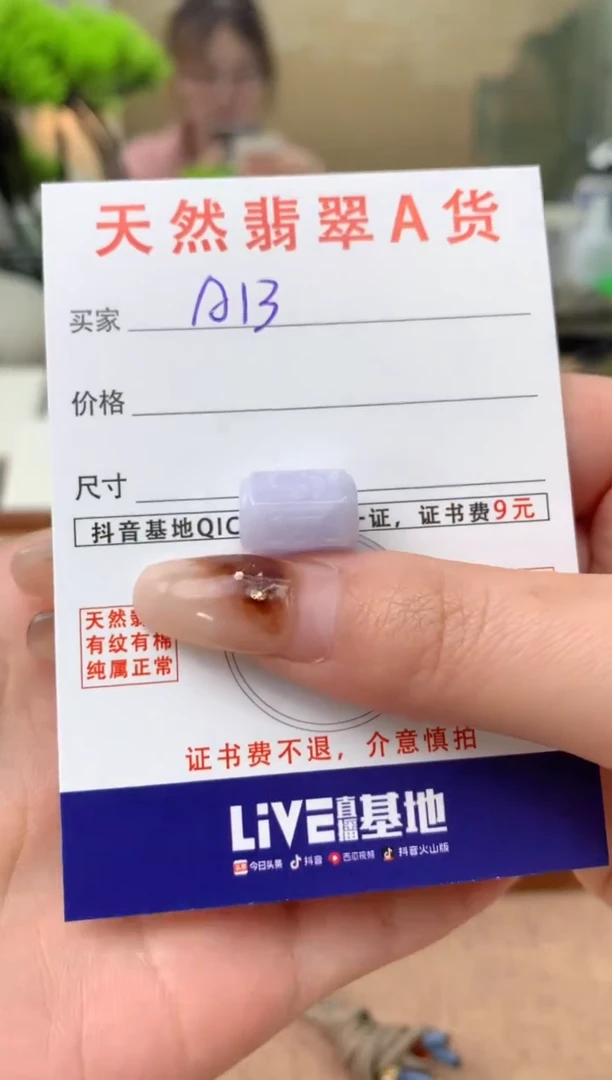 天然翡翠A货
买家 A13
价格
尺寸
抖音基地QIC 证，证书费9元
天然
有纹有棉
纯属正常
证书费不退，介意慎拍
LiVE直播基地
今日头条 抖音 西瓜视频 抖音火山版